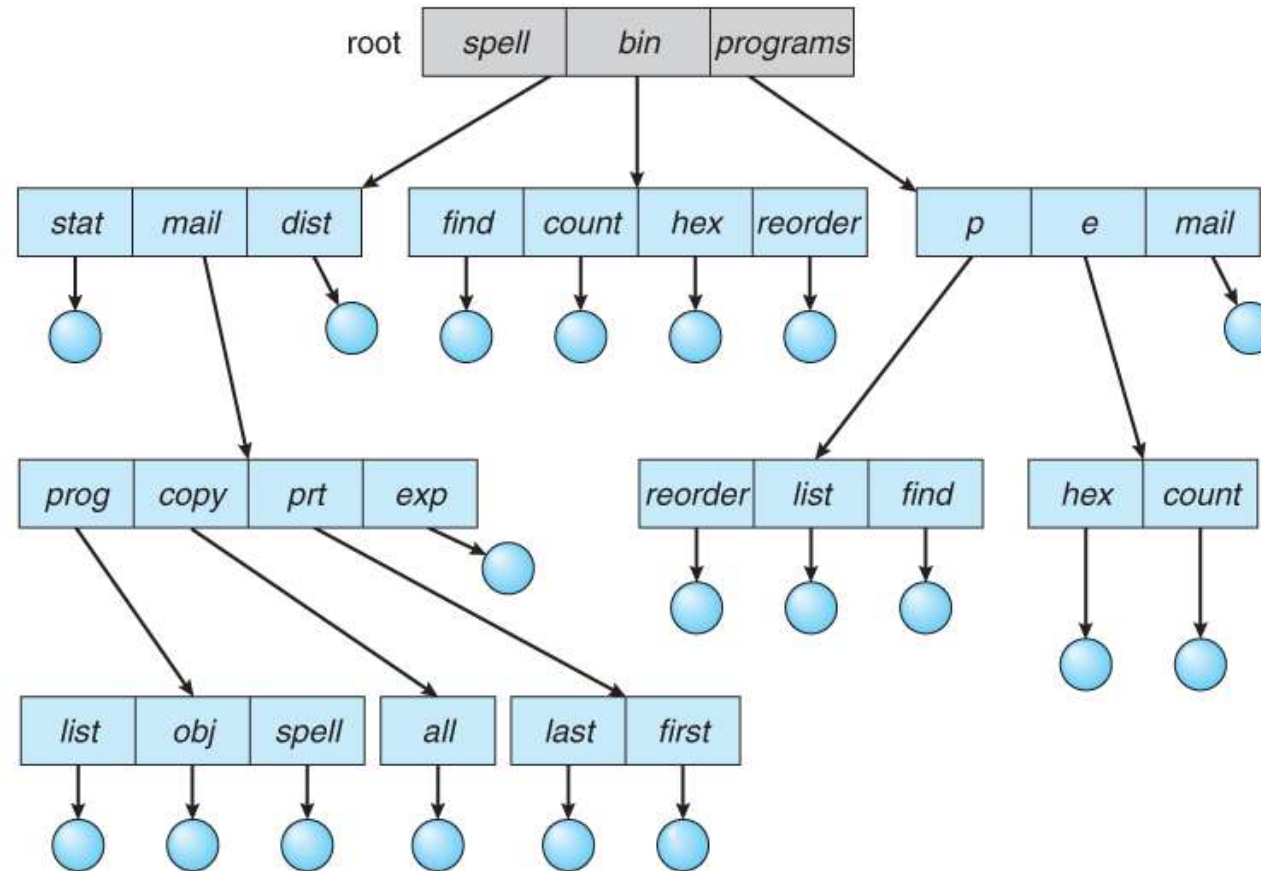 root spell bin programs
stat mail dist find count hex reorder p e mail
prog copy prt exp reorder list find hex count
list obj spell all last first